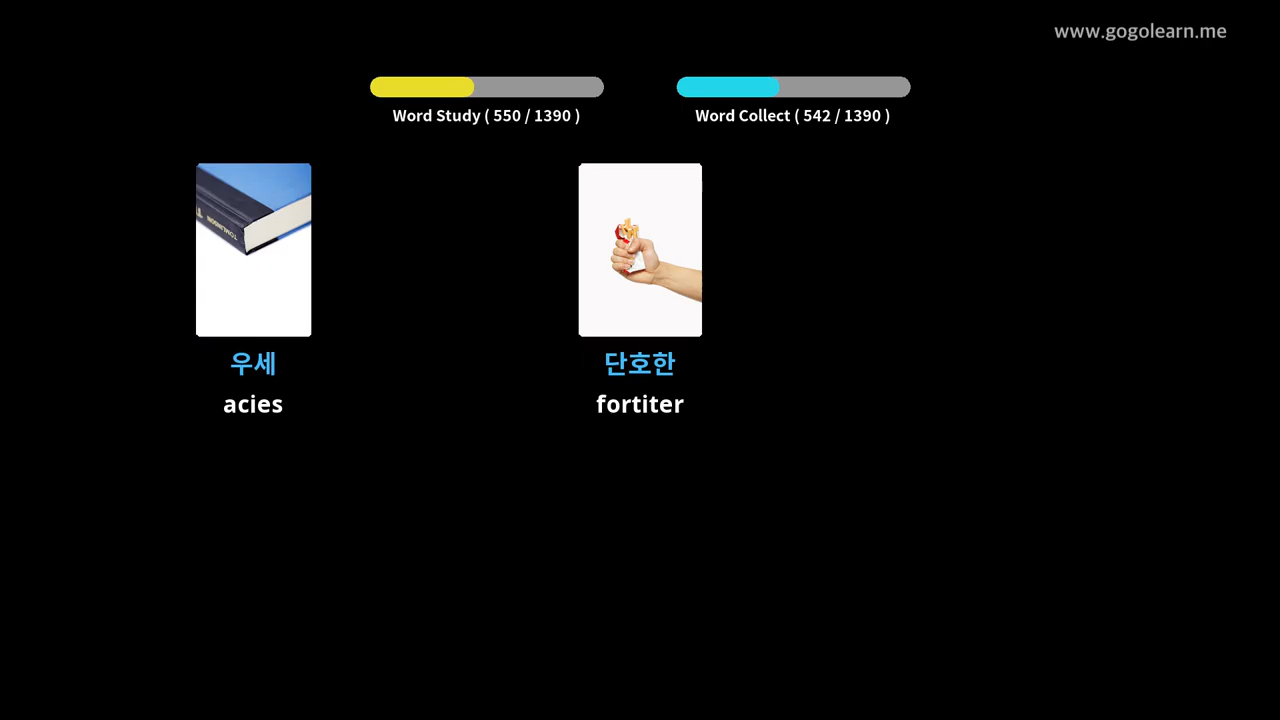 www.gogolearn.me
Word Study ( 550 / 1390 )
Word Collect ( 542 / 1390 )
우세
acies
단호한
fortiter